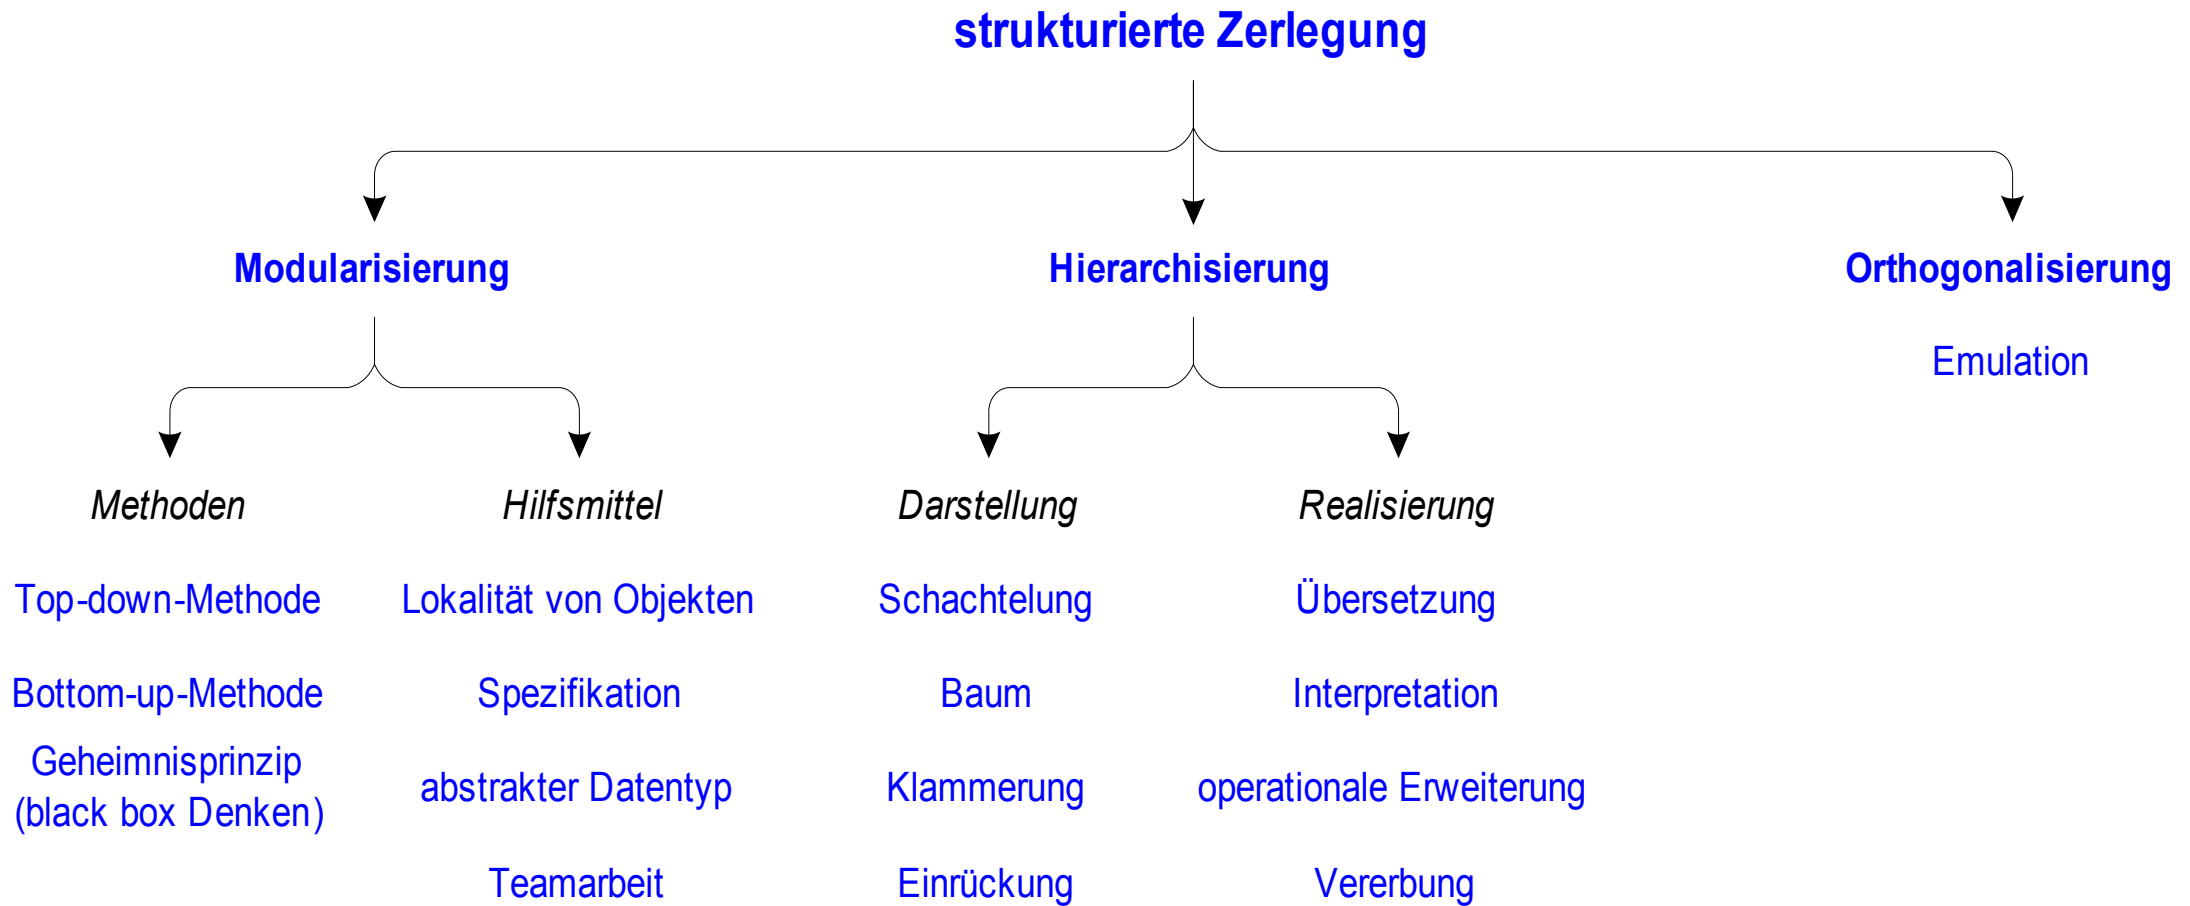 strukturierte Zerlegung
Modularisierung
Hierarchisierung
Orthogonalisierung
Emulation
Methoden
Hilfsmittel
Darstellung
Realisierung
Top-down-Methode
Lokalität von Objekten
Schachtelung
Übersetzung
Bottom-up-Methode
Spezifikation
Baum
Interpretation
Geheimnisprinzip
(black box Denken)
abstrakter Datentyp
Klammerung
operationale Erweiterung
Teamarbeit
Einrückung
Vererbung